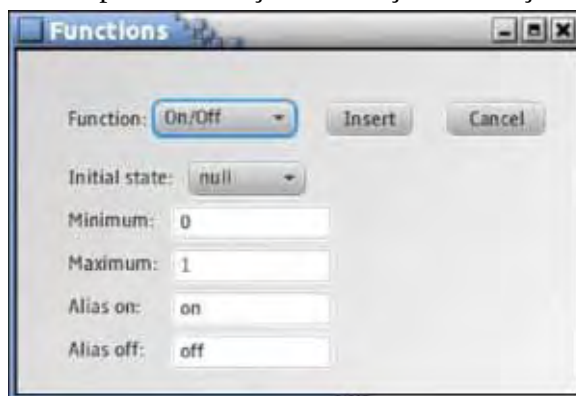 Functions
Function: On/Off Insert Cancel
Initial state: null
Minimum: 0
Maximum: 1
Alias on: on
Alias off: off